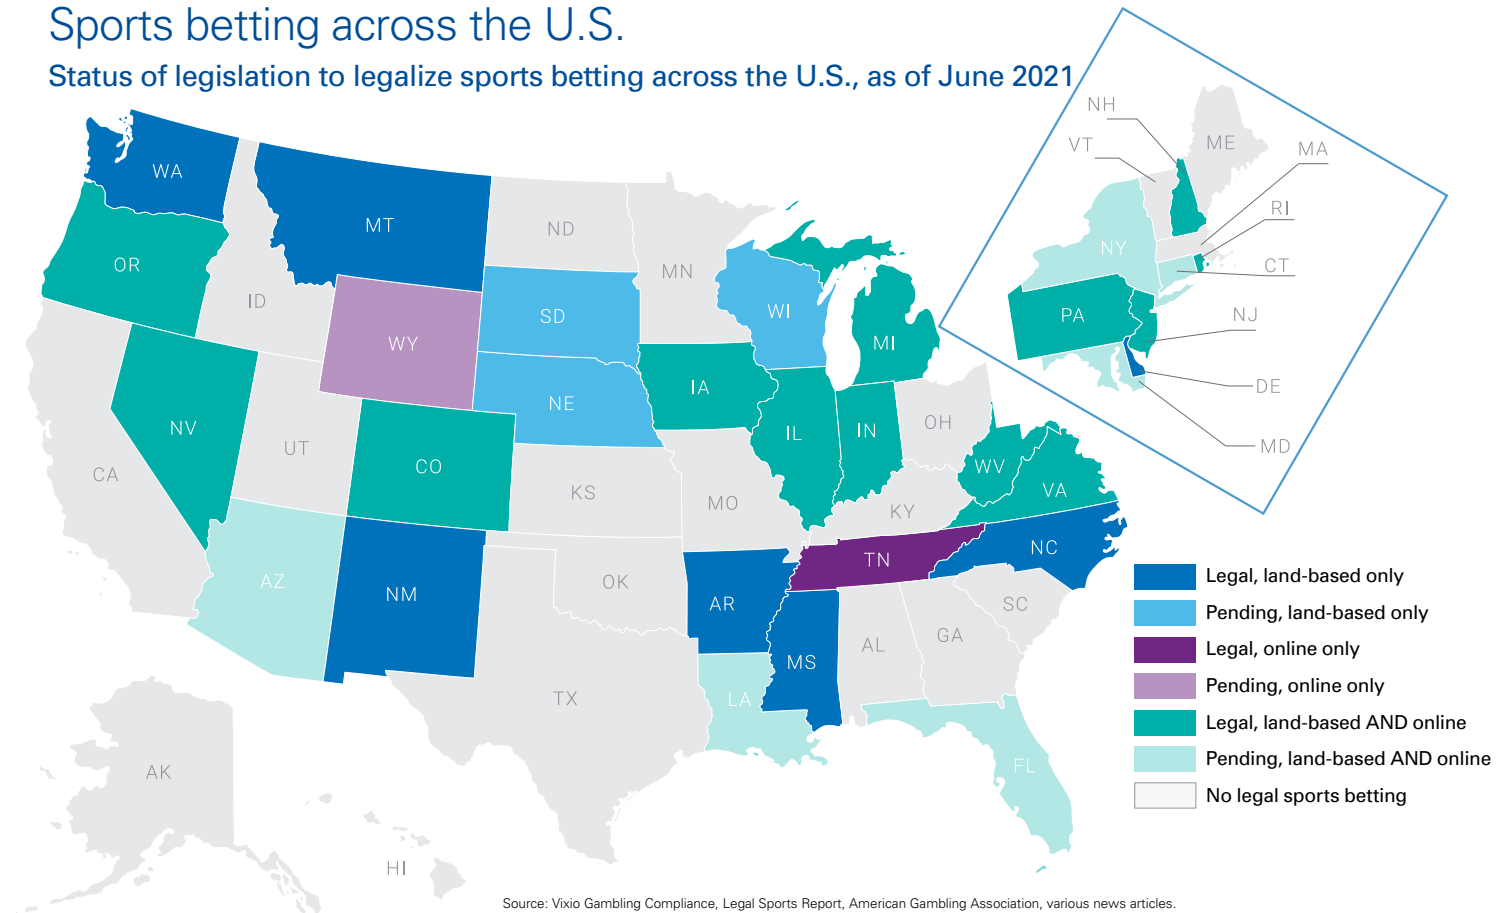 Sports betting across the U.S.
Status of legislation to legalize sports betting across the U.S., as of June 2021
NH
VT
ME
MA
RI
NY
CT
PA
NJ
DE
MD
WA
MT
ND
MN
OR
ID
SD
WI
WY
MI
NE
IA
NV
UT
CO
IL
IN
OH
WV
VA
CA
KS
MO
KY
AZ
NM
OK
AR
TN
NC
SC
MS
AL
GA
TX
LA
FL
AK
HI
Legal, land-based only
Pending, land-based only
Legal, online only
Pending, online only
Legal, land-based AND online
Pending, land-based AND online
No legal sports betting
Source: Vixio Gambling Compliance, Legal Sports Report, American Gambling Association, various news articles.